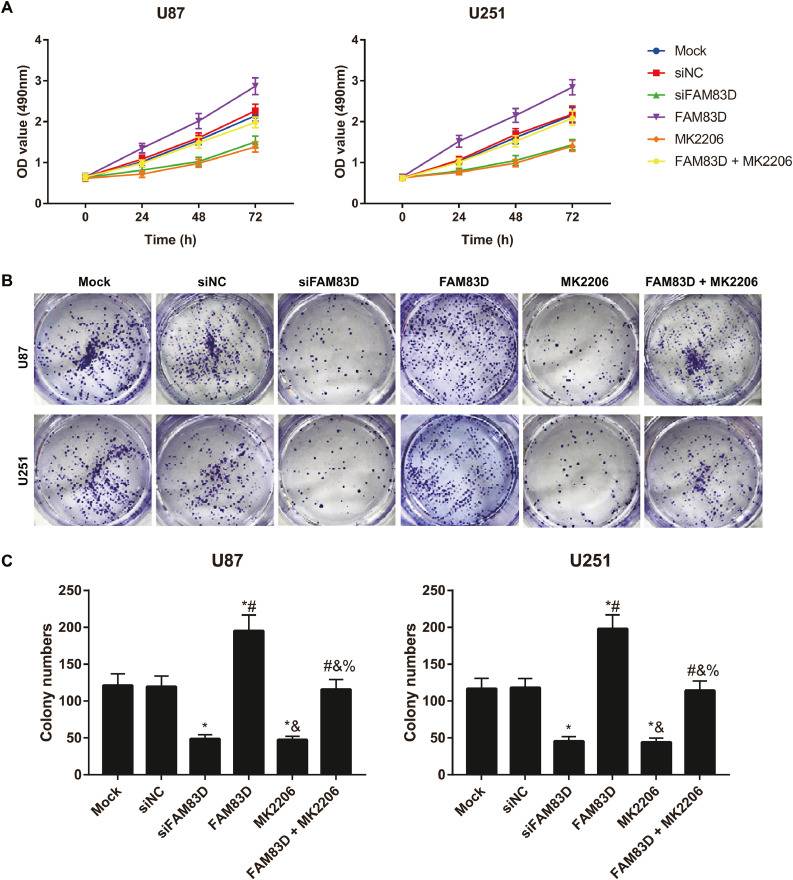 A
U87
U251
OD value (490nm)
4
3
2
1
0
0 24 48 72
Time (h)
OD value (490nm)
4
3
2
1
0
0 24 48 72
Time (h)
Mock
siNC
siFAM83D
FAM83D
MK2206
FAM83D + MK2206
B
Mock siNC siFAM83D FAM83D MK2206 FAM83D + MK2206
U87
U251
C
U87
Colony numbers
250
200
150
100
50
0
*
*#
*&
#&%
Mock
siNC
siFAM83D
FAM83D
MK2206
FAM83D + MK2206
U251
Colony numbers
250
200
150
100
50
0
*
*#
*&
#&%
Mock
siNC
siFAM83D
FAM83D
MK2206
FAM83D + MK2206